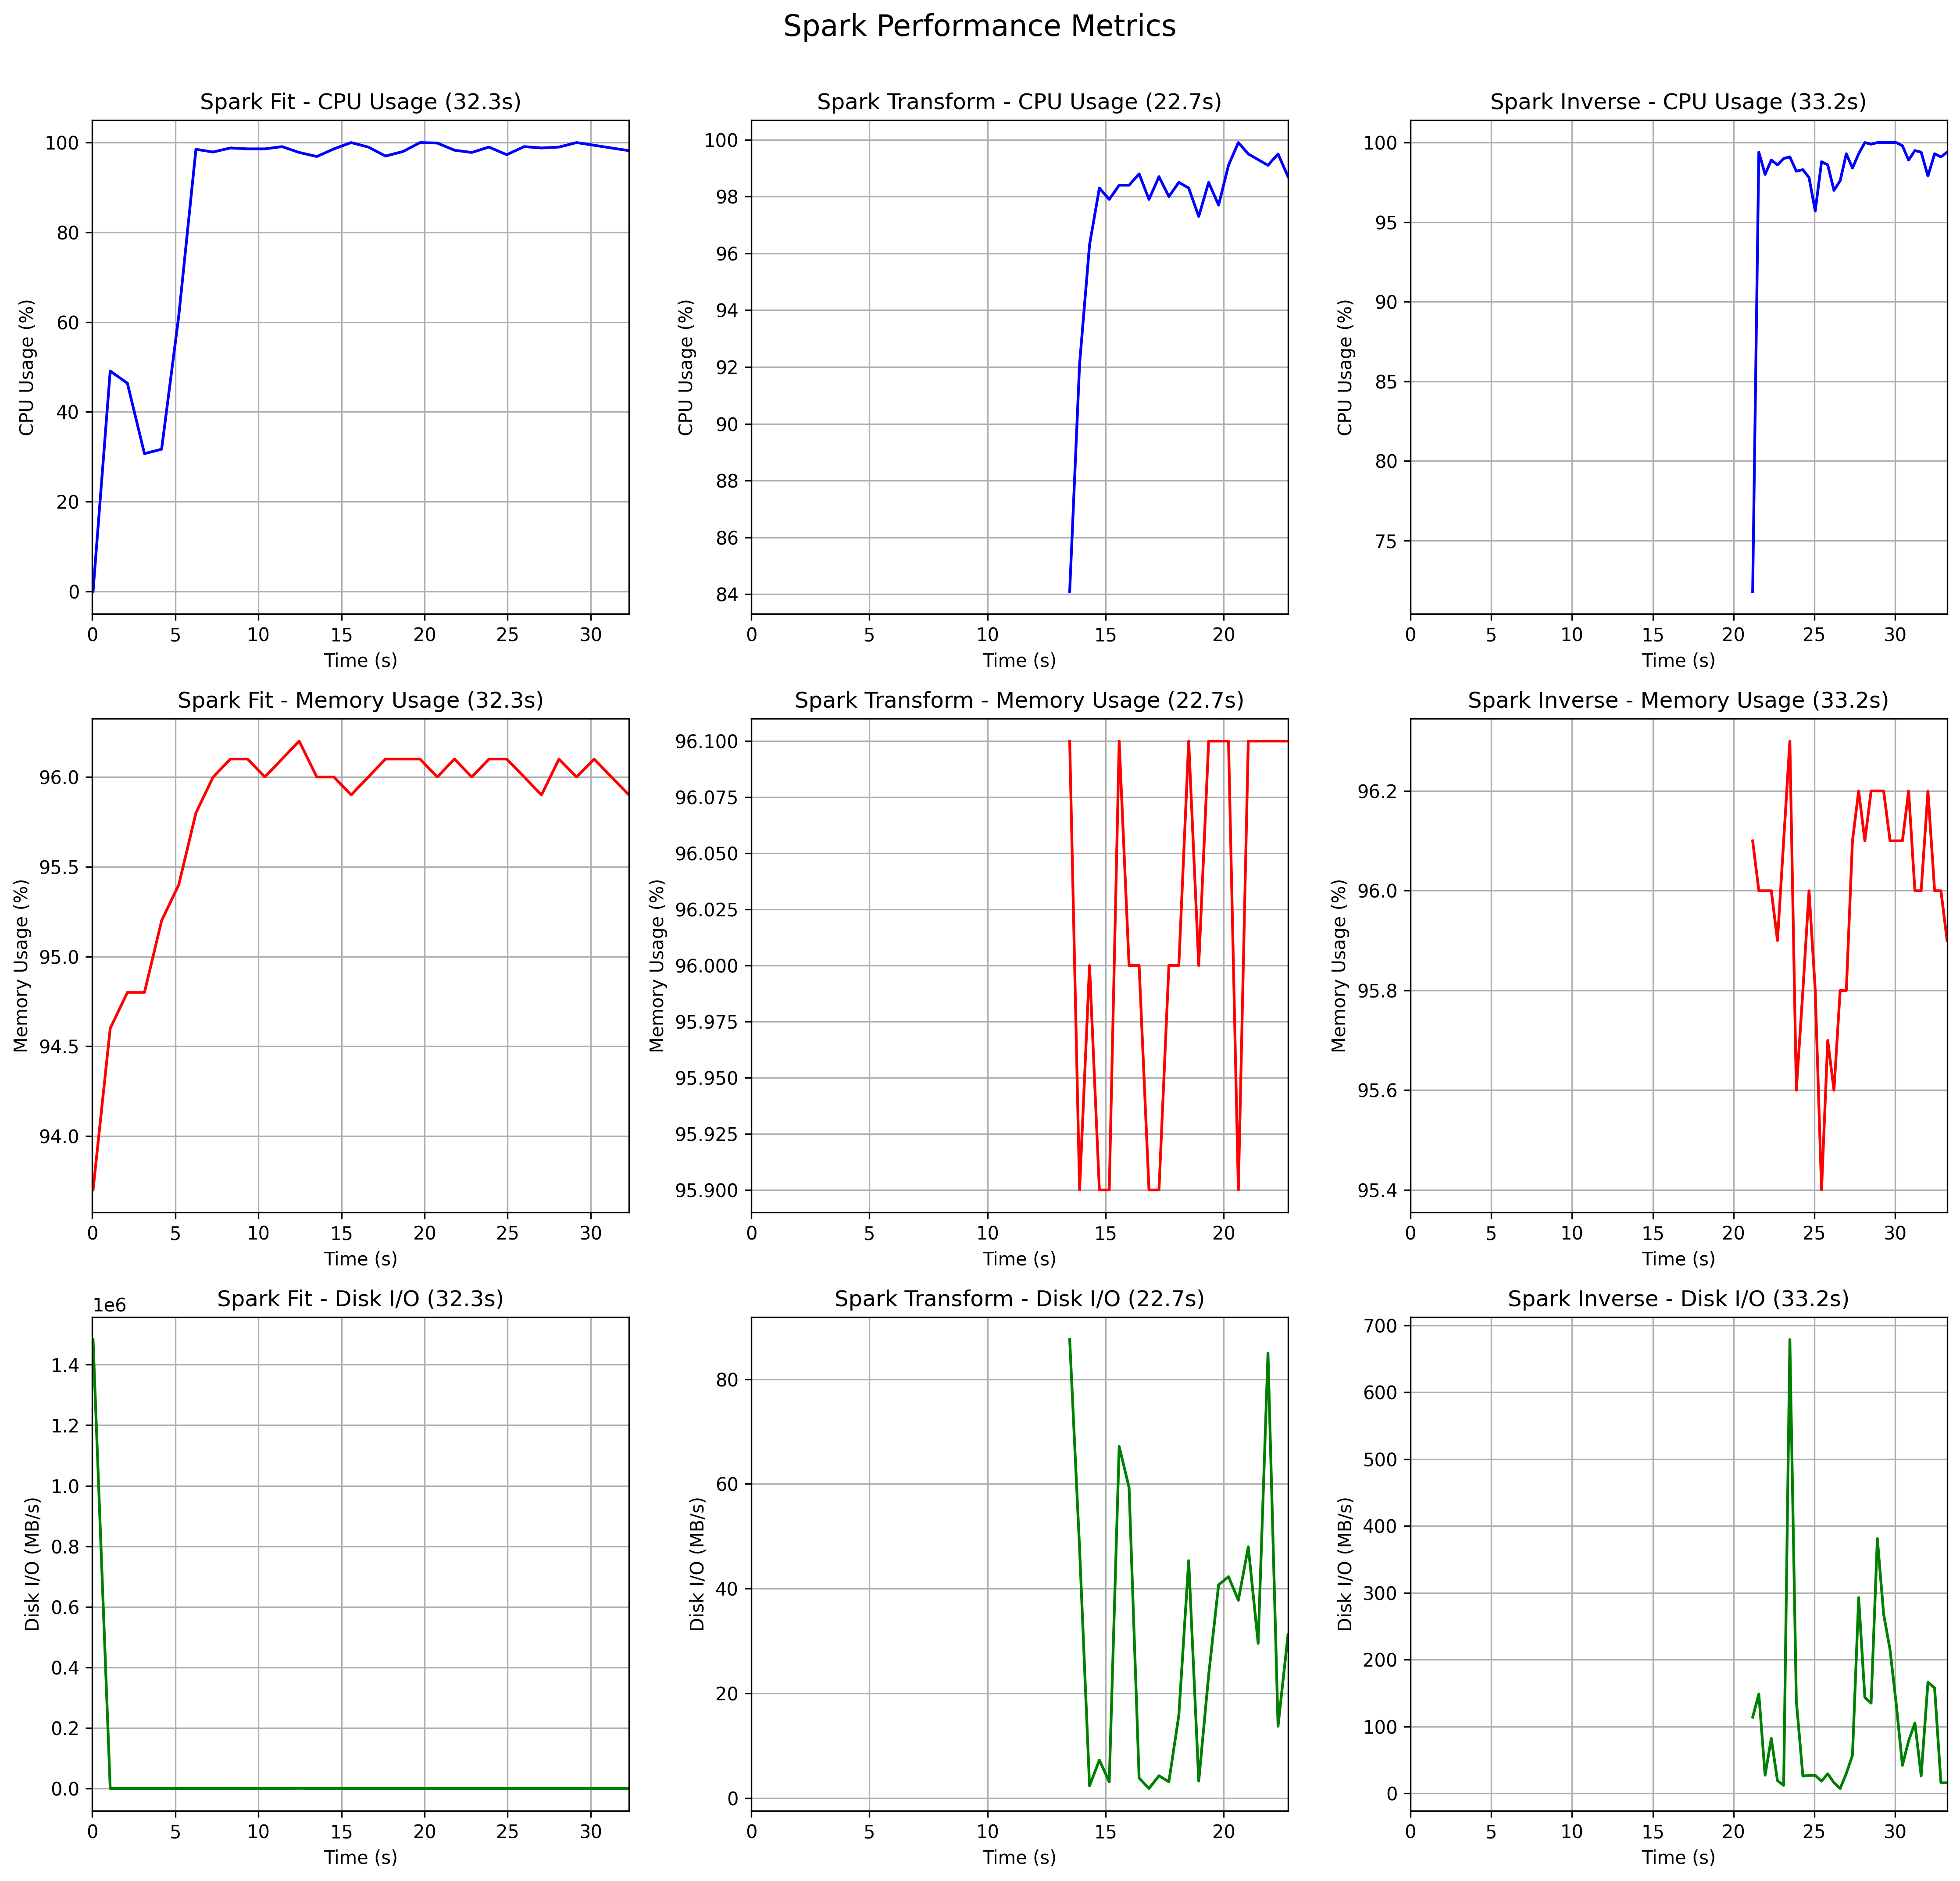 Spark Performance Metrics
Spark Fit - CPU Usage (32.3s)
CPU Usage (%)
100
80
60
40
20
0
0 5 10 15 20 25 30
Time (s)
Spark Transform - CPU Usage (22.7s)
CPU Usage (%)
100
98
96
94
92
90
88
86
84
0 5 10 15 20
Time (s)
Spark Inverse - CPU Usage (33.2s)
CPU Usage (%)
100
95
90
85
80
75
0 5 10 15 20 25 30
Time (s)
Spark Fit - Memory Usage (32.3s)
Memory Usage (%)
96.0
95.5
95.0
94.5
94.0
0 5 10 15 20 25 30
Time (s)
Spark Transform - Memory Usage (22.7s)
Memory Usage (%)
96.100
96.075
96.050
96.025
96.000
95.975
95.950
95.925
95.900
0 5 10 15 20
Time (s)
Spark Inverse - Memory Usage (33.2s)
Memory Usage (%)
96.2
96.0
95.8
95.6
95.4
0 5 10 15 20 25 30
Time (s)
Spark Fit - Disk I/O (32.3s)
1e6
Disk I/O (MB/s)
1.4
1.2
1.0
0.8
0.6
0.4
0.2
0.0
0 5 10 15 20 25 30
Time (s)
Spark Transform - Disk I/O (22.7s)
Disk I/O (MB/s)
80
60
40
20
0
0 5 10 15 20
Time (s)
Spark Inverse - Disk I/O (33.2s)
Disk I/O (MB/s)
700
600
500
400
300
200
100
0
0 5 10 15 20 25 30
Time (s)